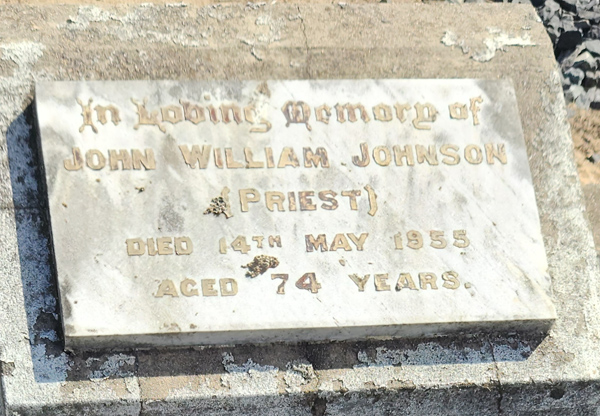 In Loving Memory of
JOHN WILLIAM JOHNSON
(PRIEST)
DIED 14TH MAY 1955
AGED 74 YEARS.